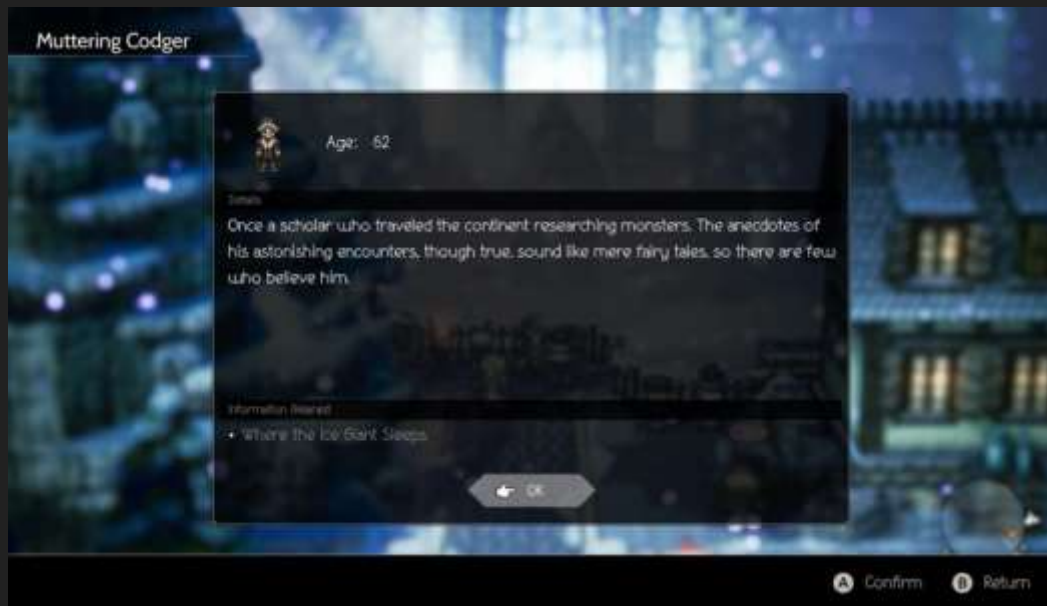 Muttering Codger
Age: 62
Details
Once a scholar who traveled the continent researching monsters. The anecdotes of
his astonishing encounters, though true, sound like mere fairy tales, so there are few
who believe him.
Information Gleaned
• Where the Ice Giant Sleeps
OK
A Confirm B Return